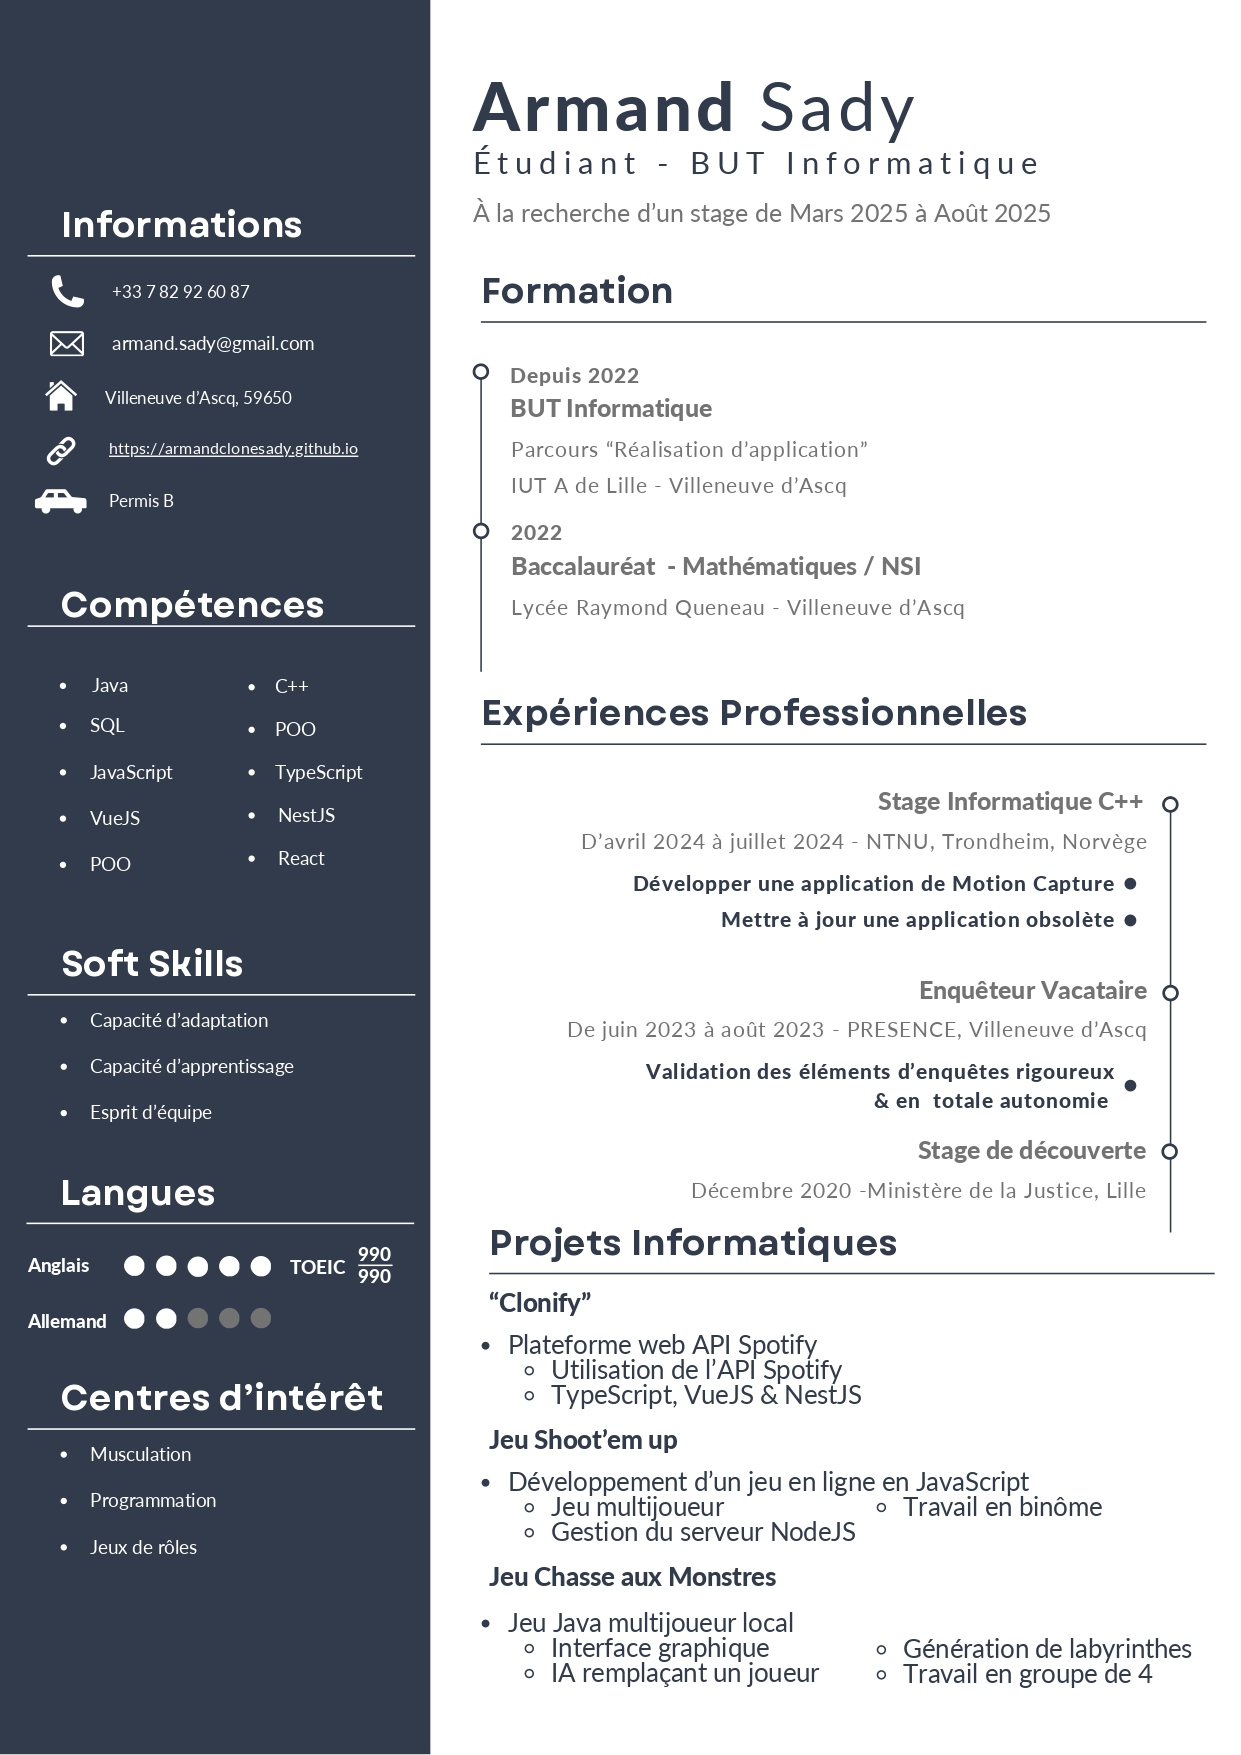 Armand Sady
Étudiant - BUT Informatique
À la recherche d’un stage de Mars 2025 à Août 2025
Informations
+33 7 82 92 60 87
armand.sady@gmail.com
Villeneuve d’Ascq, 59650
https://armandclonesady.github.io
Permis B
Compétences
• Java
• SQL
• JavaScript
• VueJS
• POO
• C++
• POO
• TypeScript
• NestJS
• React
Soft Skills
• Capacité d’adaptation
• Capacité d’apprentissage
• Esprit d’équipe
Langues
Anglais TOEIC 990
990
Allemand
Centres d’intérêt
• Musculation
• Programmation
• Jeux de rôles
Formation
Depuis 2022
BUT Informatique
Parcours “Réalisation d’application”
IUT A de Lille - Villeneuve d’Ascq
2022
Baccalauréat  - Mathématiques / NSI
Lycée Raymond Queneau - Villeneuve d’Ascq
Expériences Professionnelles
Stage Informatique C++
D’avril 2024 à juillet 2024 - NTNU, Trondheim, Norvège
Développer une application de Motion Capture •
Mettre à jour une application obsolète •
Enquêteur Vacataire
De juin 2023 à août 2023 - PRESENCE, Villeneuve d’Ascq
Validation des éléments d’enquêtes rigoureux •
& en  totale autonomie
Stage de découverte
Décembre 2020 -Ministère de la Justice, Lille
Projets Informatiques
“Clonify”
• Plateforme web API Spotify
◦ Utilisation de l’API Spotify
◦ TypeScript, VueJS & NestJS
Jeu Shoot’em up
• Développement d’un jeu en ligne en JavaScript
◦ Jeu multijoueur
◦ Gestion du serveur NodeJS
◦ Travail en binôme
Jeu Chasse aux Monstres
• Jeu Java multijoueur local
◦ Interface graphique
◦ IA remplaçant un joueur
◦ Génération de labyrinthes
◦ Travail en groupe de 4